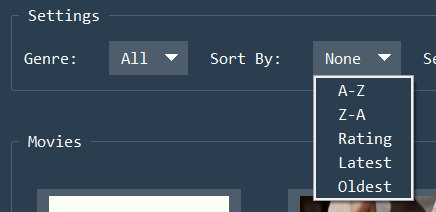 Settings
Genre: All Sort By: None
A-Z
Z-A
Rating
Latest
Oldest
Movies